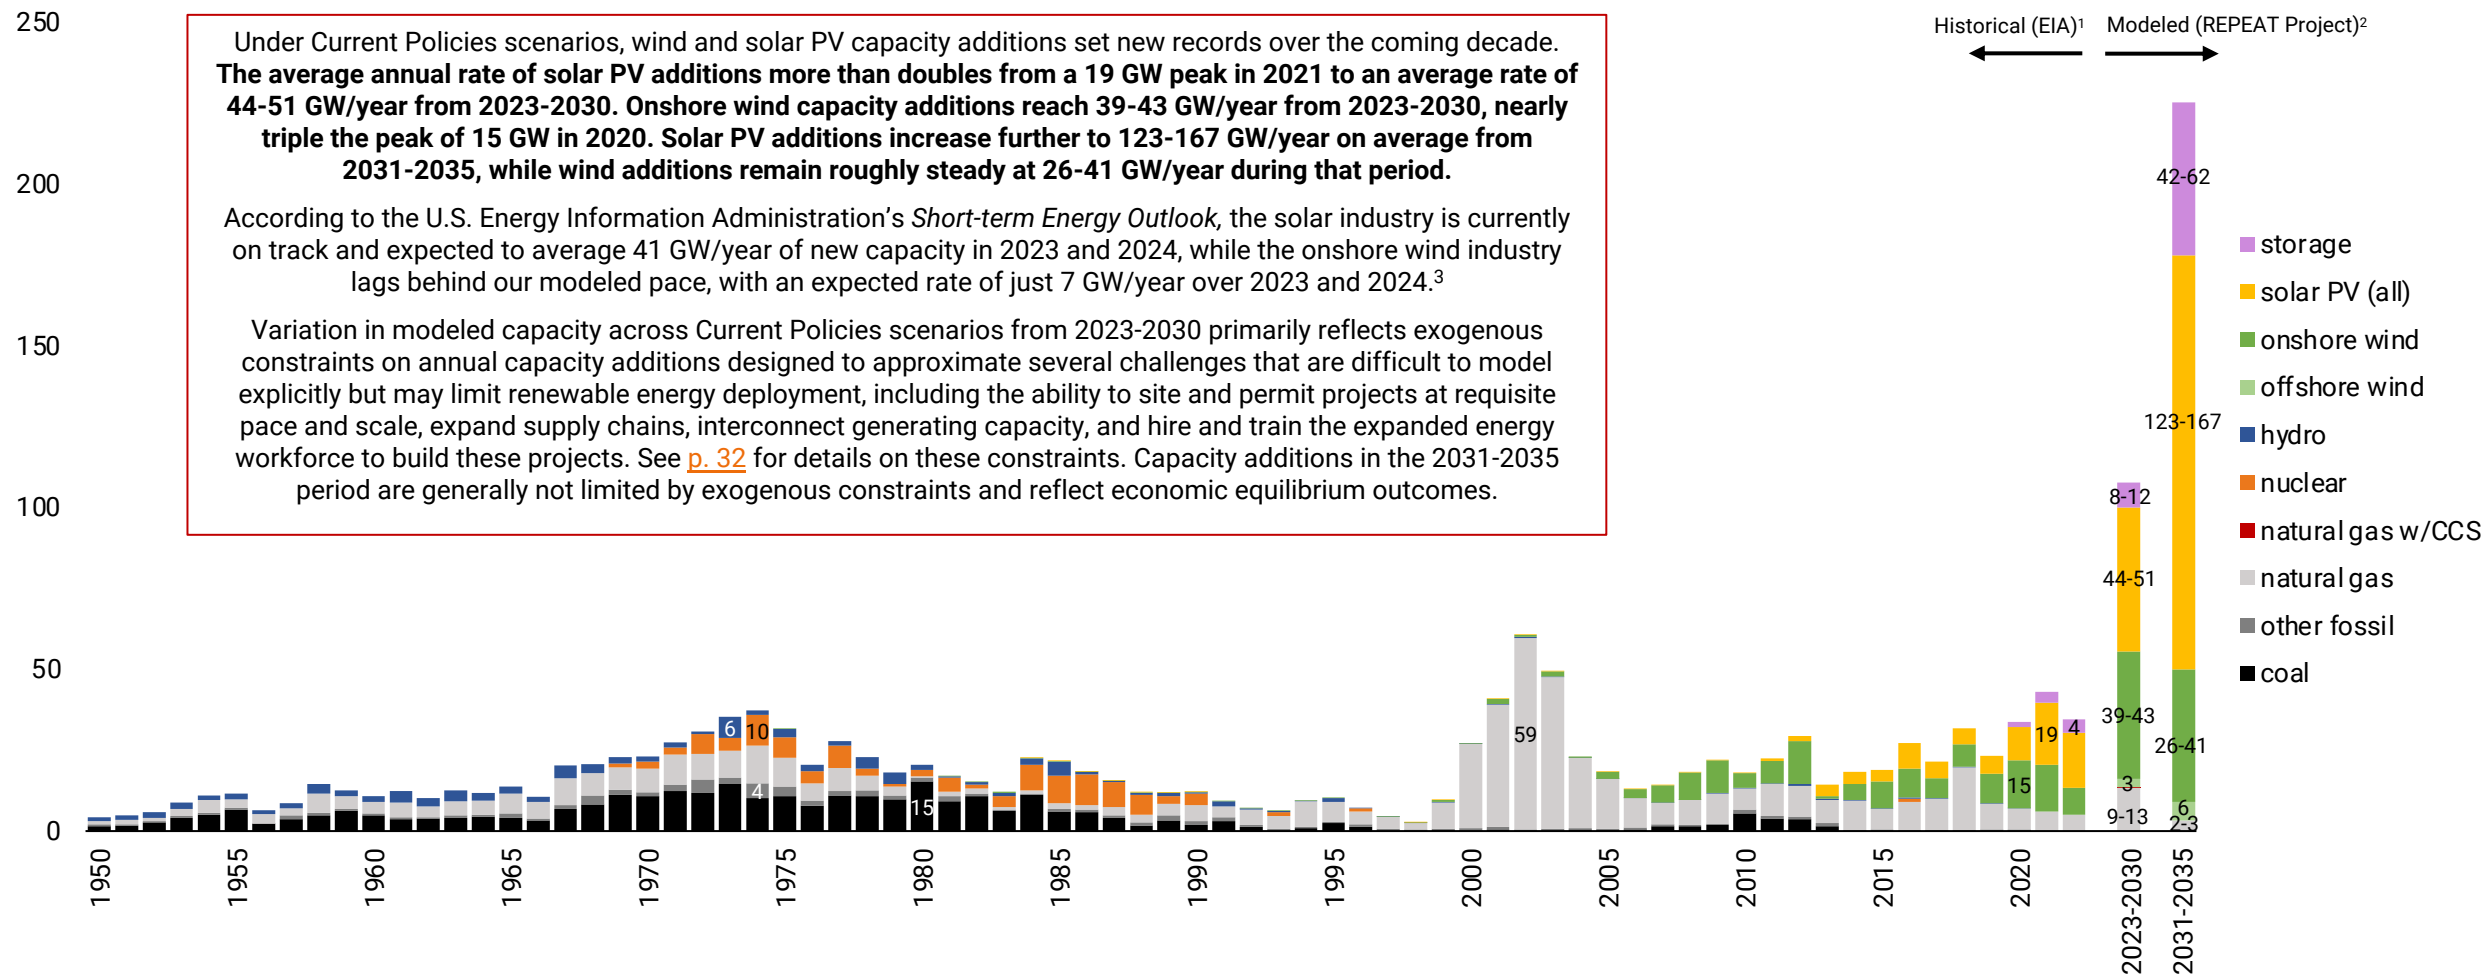 250
200
150
100
50
0
Under Current Policies scenarios, wind and solar PV capacity additions set new records over the coming decade.
The average annual rate of solar PV additions more than doubles from a 19 GW peak in 2021 to an average rate of
44-51 GW/year from 2023-2030. Onshore wind capacity additions reach 39-43 GW/year from 2023-2030, nearly
triple the peak of 15 GW in 2020. Solar PV additions increase further to 123-167 GW/year on average from
2031-2035, while wind additions remain roughly steady at 26-41 GW/year during that period.
According to the U.S. Energy Information Administration’s Short-term Energy Outlook, the solar industry is currently
on track and expected to average 41 GW/year of new capacity in 2023 and 2024, while the onshore wind industry
lags behind our modeled pace, with an expected rate of just 7 GW/year over 2023 and 2024.³
Variation in modeled capacity across Current Policies scenarios from 2023-2030 primarily reflects exogenous
constraints on annual capacity additions designed to approximate several challenges that are difficult to model
explicitly but may limit renewable energy deployment, including the ability to site and permit projects at requisite
pace and scale, expand supply chains, interconnect generating capacity, and hire and train the expanded energy
workforce to build these projects. See p. 32 for details on these constraints. Capacity additions in the 2031-2035
period are generally not limited by exogenous constraints and reflect economic equilibrium outcomes.
Historical (EIA)¹
Modeled (REPEAT Project)²
6
10
4
15
59
15
19
4
8-12
44-51
39-43
3
9-13
42-62
123-167
26-41
6
2-3
storage
solar PV (all)
onshore wind
offshore wind
hydro
nuclear
natural gas w/CCS
natural gas
other fossil
coal
1950
1955
1960
1965
1970
1975
1980
1985
1990
1995
2000
2005
2010
2015
2020
2023-2030
2031-2035